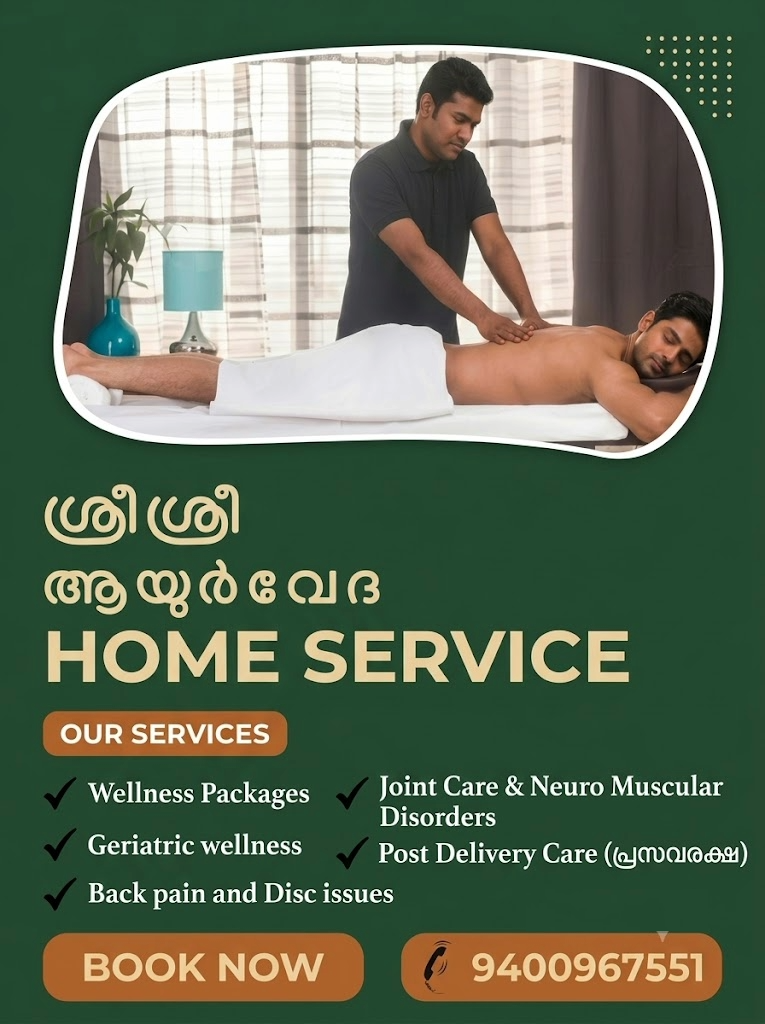 ശ്രീ ശ്രീ
ആയുർവേദ
HOME SERVICE
OUR SERVICES
Wellness Packages
Geriatric wellness
Back pain and Disc issues
Joint Care & Neuro Muscular
Disorders
Post Delivery Care (പ്രസവരക്ഷ)
BOOK NOW
9400967551